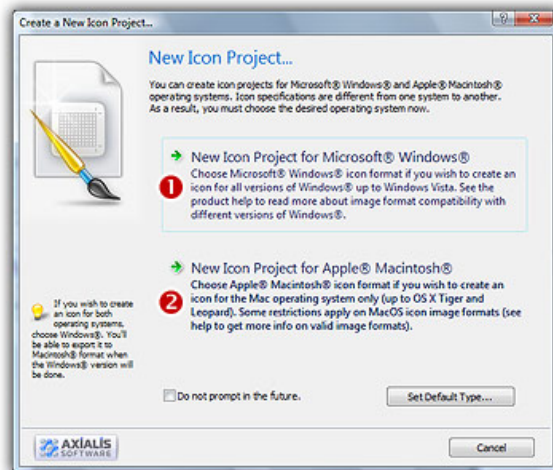 Create a New Icon Project...
New Icon Project...
You can create icon projects for Microsoft® Windows® and Apple® Macintosh®
operating systems. Icon specifications are different from one system to another.
As a result, you must choose the desired operating system now.
New Icon Project for Microsoft® Windows®
1
Choose Microsoft® Windows® icon format if you wish to create an
icon for all versions of Windows® up to Windows Vista. See the
product help to read more about image format compatibility with
different versions of Windows®.
New Icon Project for Apple® Macintosh®
2
Choose Apple® Macintosh® icon format if you wish to create an
icon for the Mac operating system only (up to OS X Tiger and
Leopard). Some restrictions apply on MacOS icon image formats (see
help to get more info on valid image formats).
If you wish to create
an icon for both
operating systems,
choose Windows®. You'll
be able to export it to
Macintosh® format when
the Windows® version will
be done.
Do not prompt in the future.
Set Default Type...
AXIALIS
SOFTWARE
Cancel